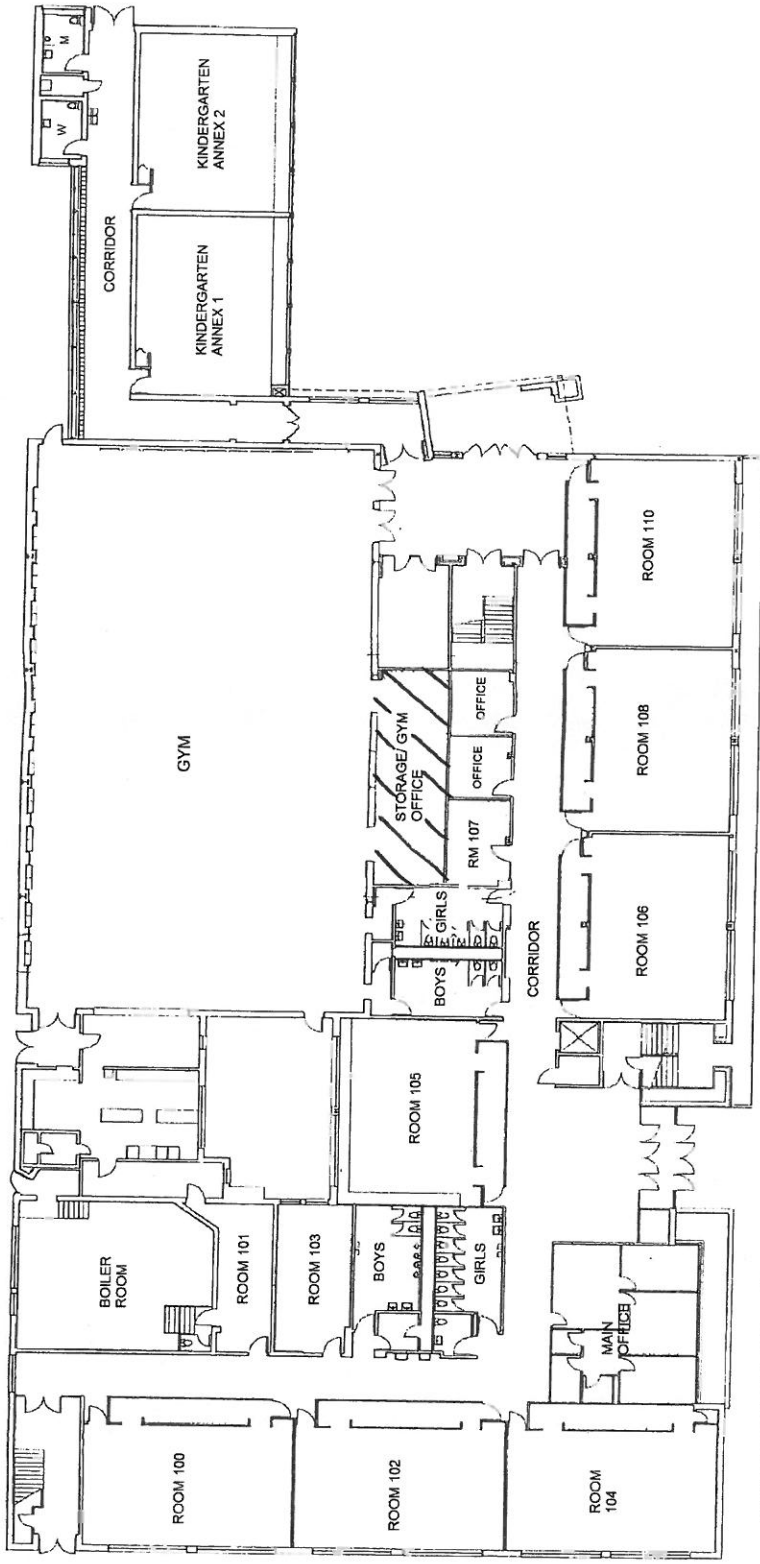 M
W
CORRIDOR
KINDERGARTEN
ANNEX 2
KINDERGARTEN
ANNEX 1
GYM
STORAGE/ GYM
OFFICE
OFFICE
OFFICE
RM 107
GIRLS
BOYS
CORRIDOR
ROOM 110
ROOM 108
ROOM 106
ROOM 105
BOILER
ROOM
ROOM 101
ROOM 103
BOYS
GIRLS
MAIN
OFFICE
ROOM 100
ROOM 102
ROOM
104